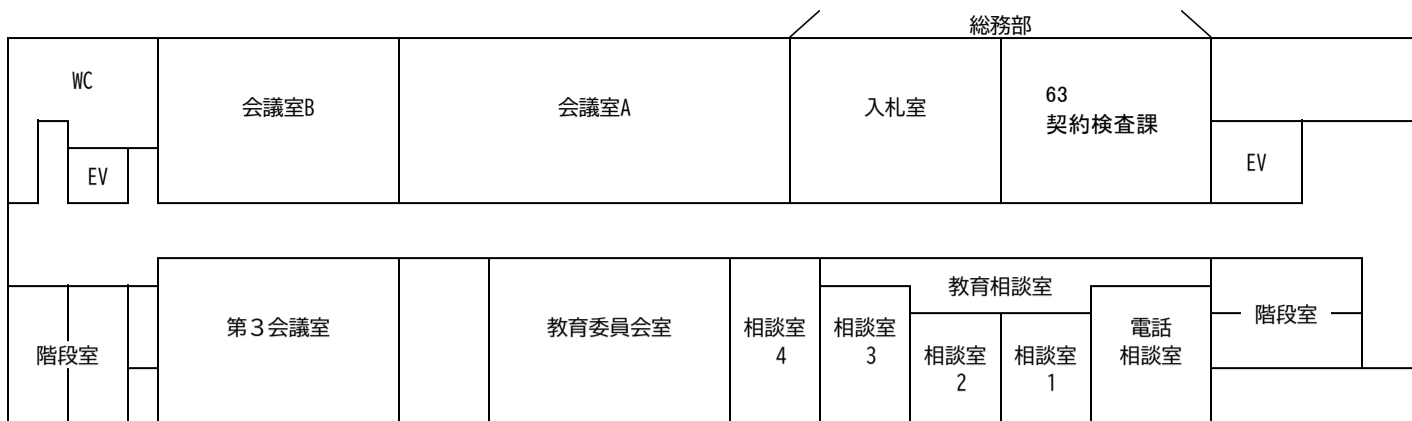 総務部
WC
会議室B
会議室A
入札室
63
契約検査課
EV
EV
教育相談室
第３会議室
教育委員会室
相談室
4
相談室
3
相談室
2
相談室
1
電話
相談室
階段室
階段室